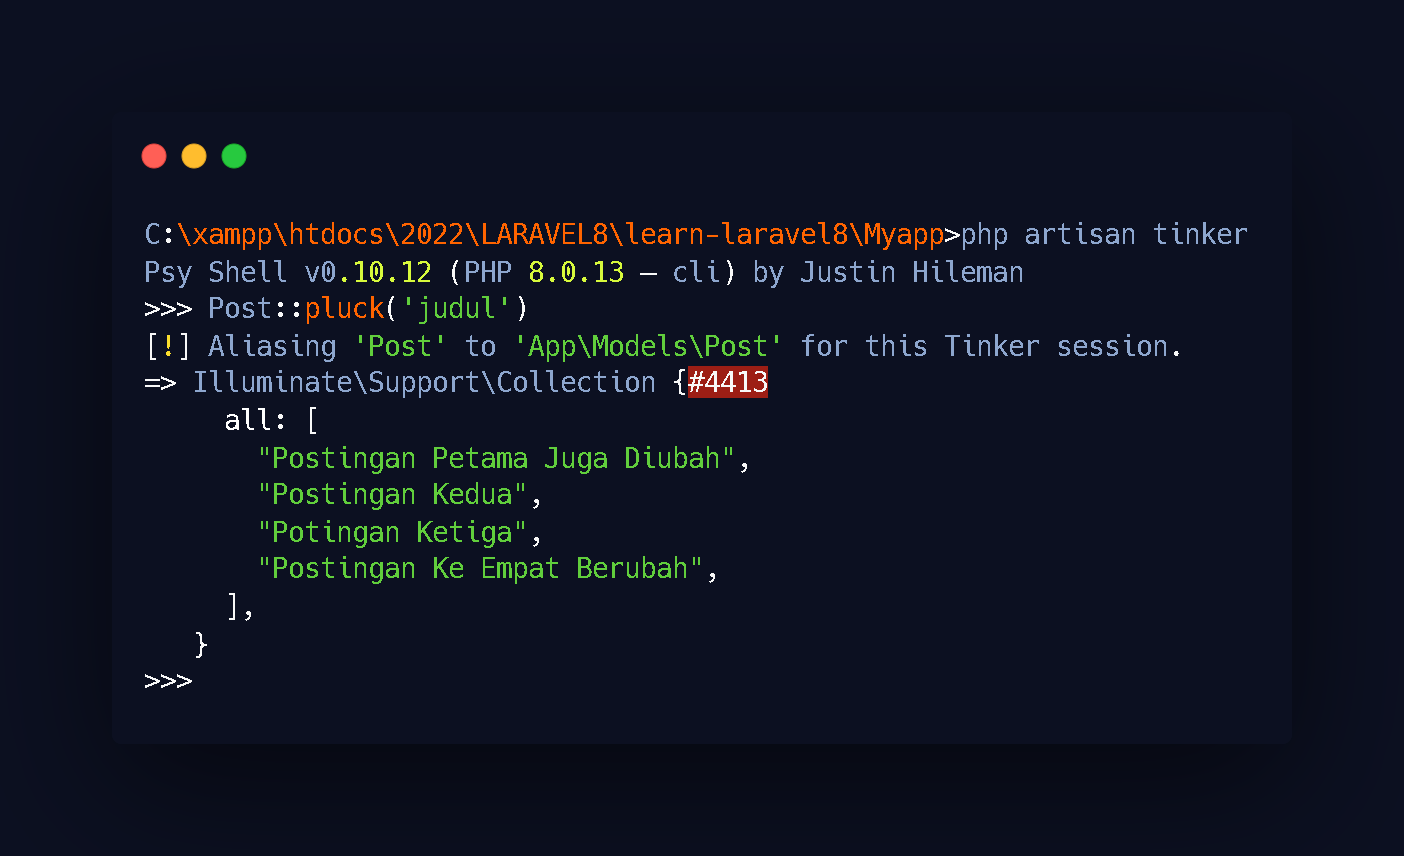 C:\xampp\htdocs\2022\LARAVEL8\learn-laravel8\Myapp>php artisan tinker
Psy Shell v0.10.12 (PHP 8.0.13 — cli) by Justin Hileman
>>> Post::pluck('judul')
[!] Aliasing 'Post' to 'App\Models\Post' for this Tinker session.
=> Illuminate\Support\Collection {#4413
     all: [
       "Postingan Petama Juga Diubah",
       "Postingan Kedua",
       "Potingan Ketiga",
       "Postingan Ke Empat Berubah",
     ],
   }
>>>